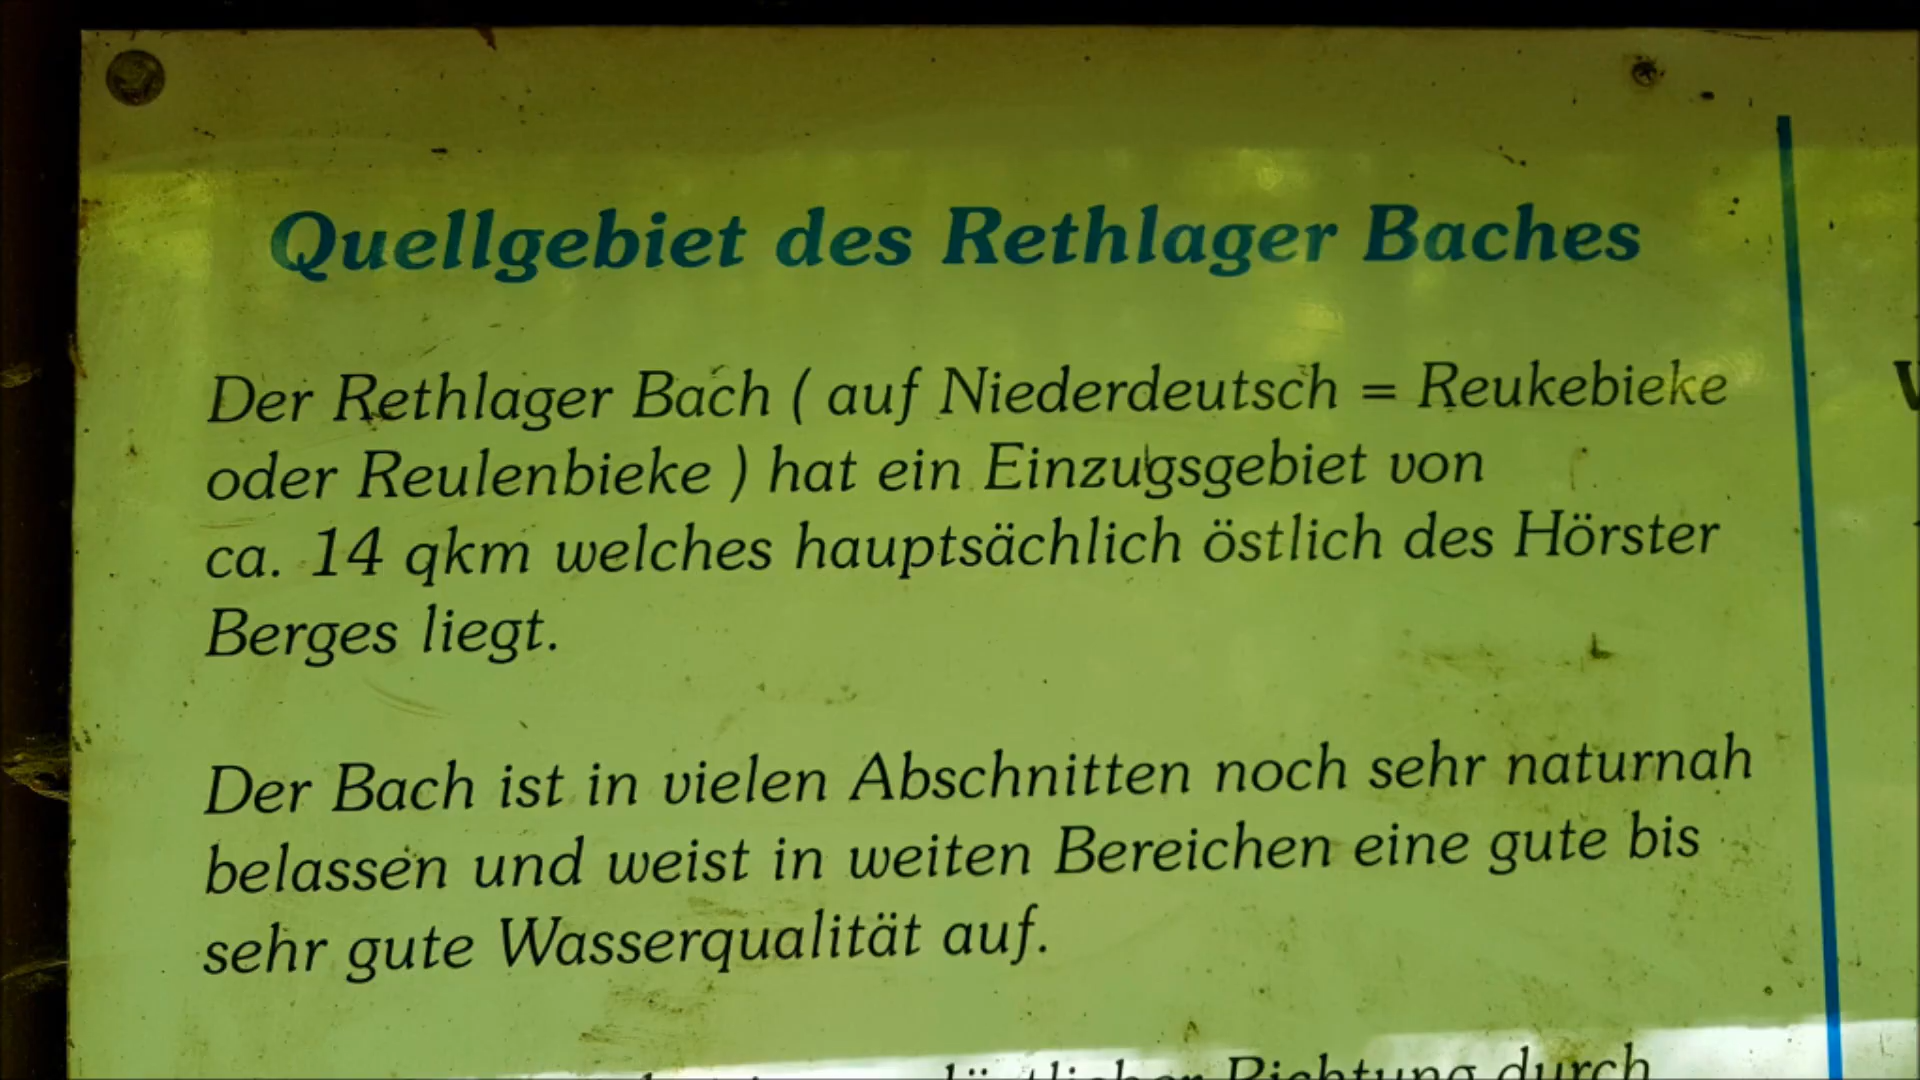 Quellgebiet des Rethlager Baches
Der Rethlager Bach ( auf Niederdeutsch = Reukebieke
oder Reulenbieke ) hat ein Einzugsgebiet von
ca. 14 qkm welches hauptsächlich östlich des Hörster
Berges liegt.
Der Bach ist in vielen Abschnitten noch sehr naturnah
belassen und weist in weiten Bereichen eine gute bis
sehr gute Wasserqualität auf.
Richtung durch